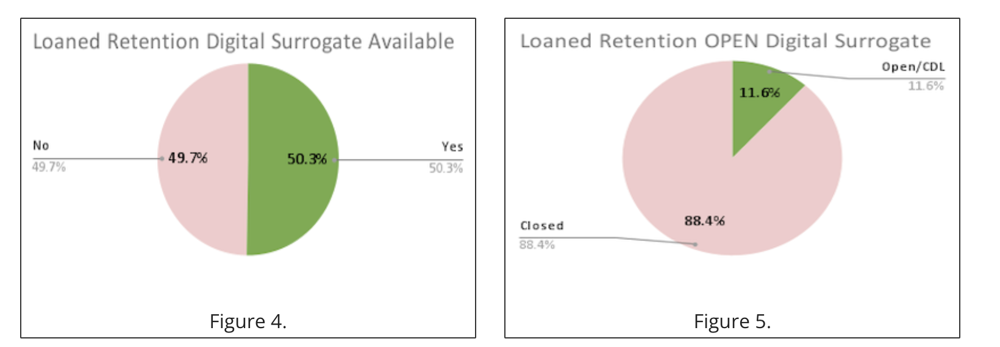 Loaned Retention Digital Surrogate Available
No
49.7%
49.7%
50.3%
Yes
50.3%
Figure 4.
Loaned Retention OPEN Digital Surrogate
Open/CDL
11.6%
11.6%
88.4%
Closed
88.4%
Figure 5.